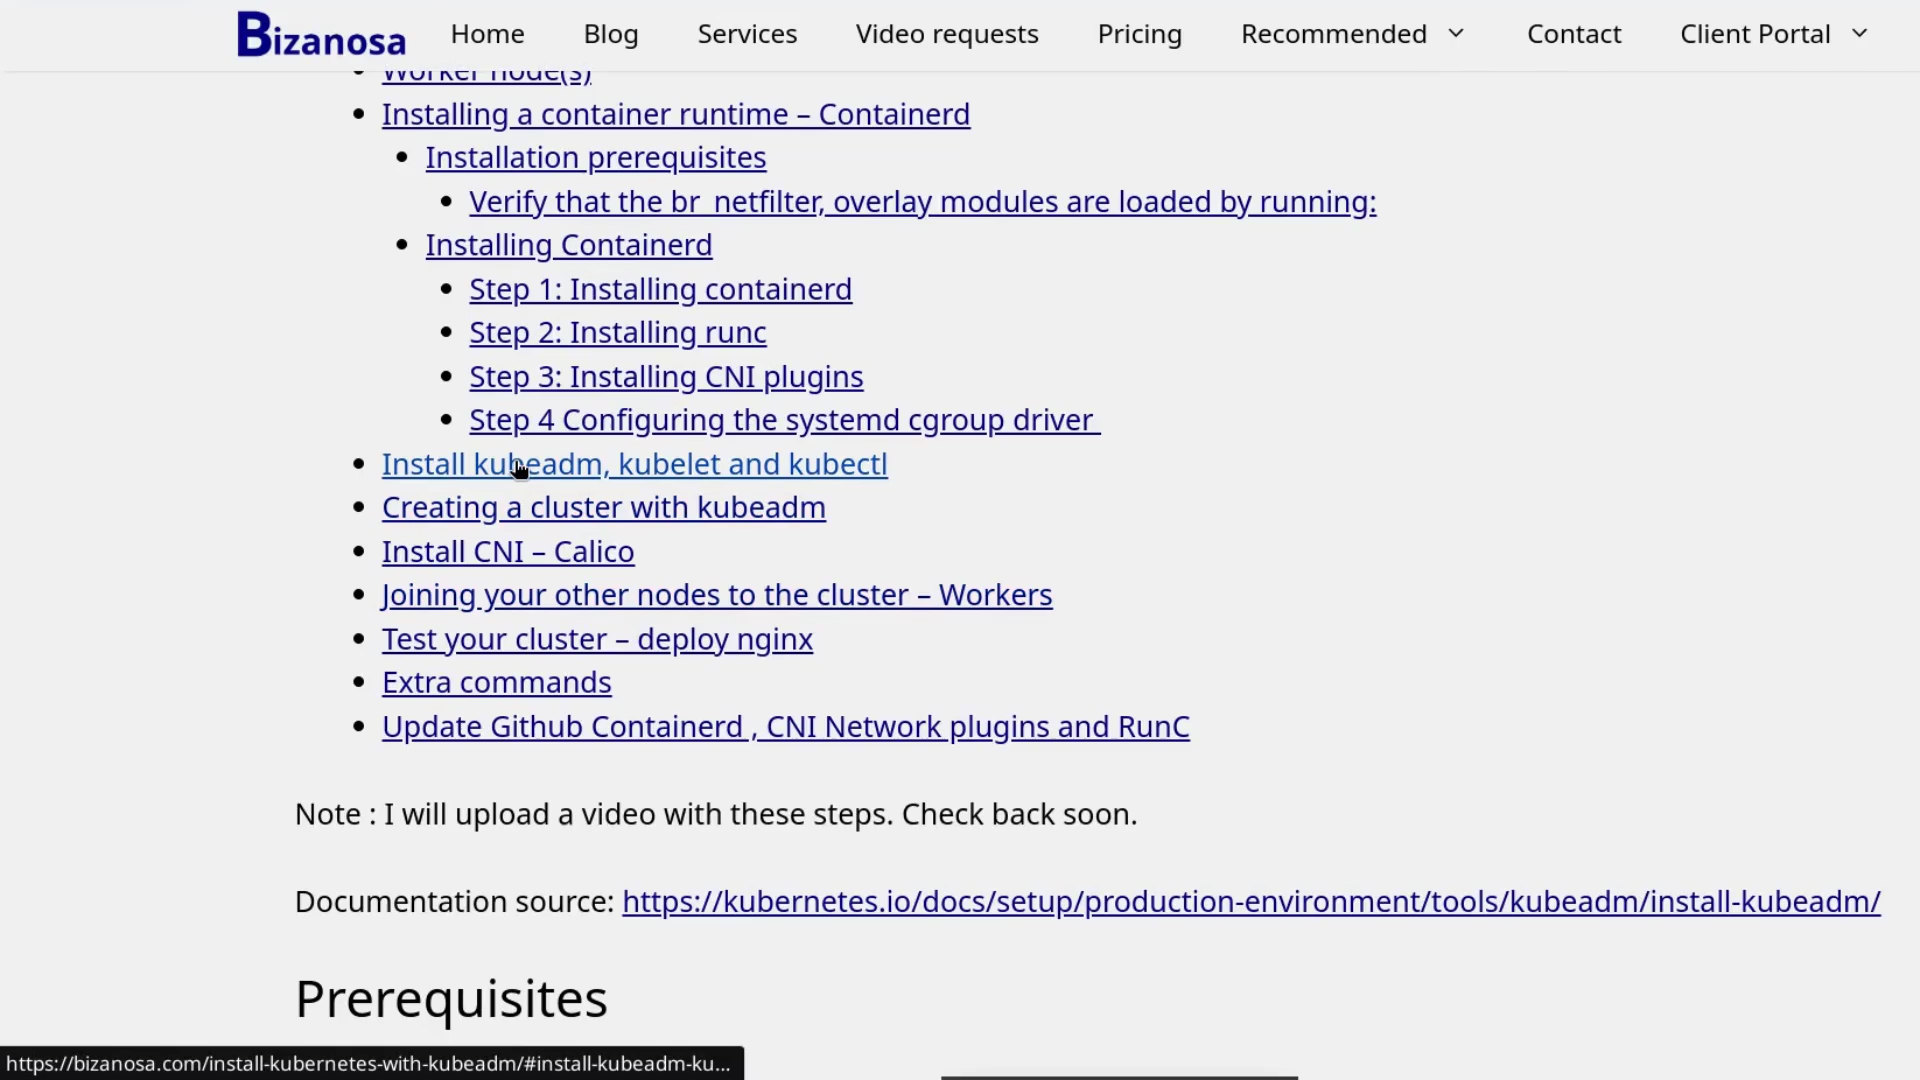 Bizanosa Home Blog Services Video requests Pricing Recommended Contact Client Portal
Worker node(s)
Installing a container runtime – Containerd
Installation prerequisites
Verify that the br_netfilter, overlay modules are loaded by running:
Installing Containerd
Step 1: Installing containerd
Step 2: Installing runc
Step 3: Installing CNI plugins
Step 4 Configuring the systemd cgroup driver
Install kubeadm, kubelet and kubectl
Creating a cluster with kubeadm
Install CNI – Calico
Joining your other nodes to the cluster – Workers
Test your cluster – deploy nginx
Extra commands
Update Github Containerd , CNI Network plugins and RunC
Note : I will upload a video with these steps. Check back soon.
Documentation source: https://kubernetes.io/docs/setup/production-environment/tools/kubeadm/install-kubeadm/
Prerequisites
https://bizanosa.com/install-kubernetes-with-kubeadm/#install-kubeadm-ku...